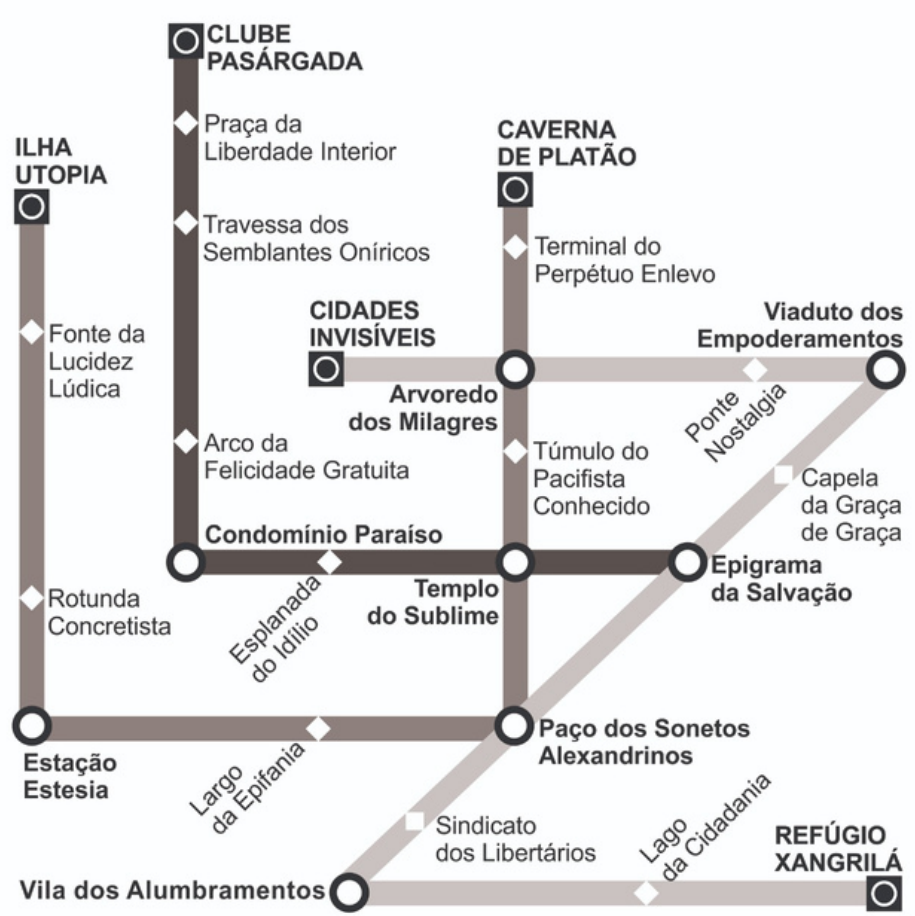 CLUBE
PASÁRGADA
Praça da
Liberdade Interior
ILHA
UTOPIA
CAVERNA
DE PLATÃO
Travessa dos
Semblantes Oníricos
Terminal do
Perpétuo Enlevo
CIDADES
INVISÍVEIS
Viaduto dos
Empoderamentos
Fonte da
Lucidez
Lúdica
Arvoredo
dos Milagres
Ponte
Nostalgia
Arco da
Felicidade Gratuita
Túmulo do
Pacifista
Conhecido
Capela
da Graça
de Graça
Condomínio Paraíso
Esplanada
do Idílio
Templo
do Sublime
Epigrama
da Salvação
Rotunda
Concretista
Estação
Estesia
Largo
da Epifania
Paço dos Sonetos
Alexandrinos
Sindicato
dos Libertários
Lago
da Cidadania
REFÚGIO
XANGRILÁ
Vila dos Alumbramentos